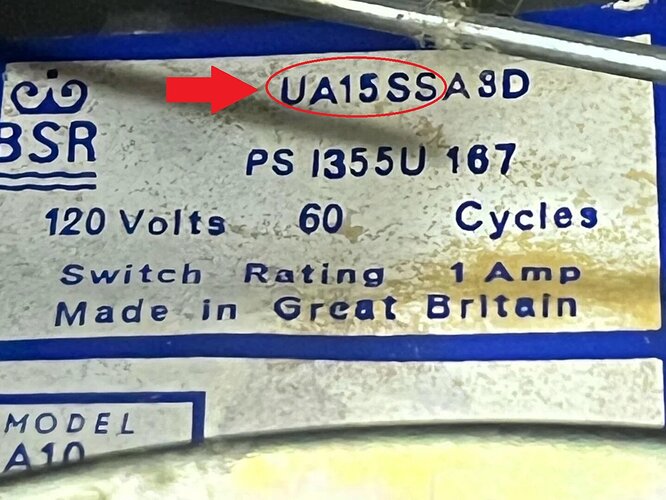 UA15SSA3D
BSR
PS 1355U 167
120 Volts 60 Cycles
Switch Rating 1 Amp
Made in Great Britain
MODEL
A10